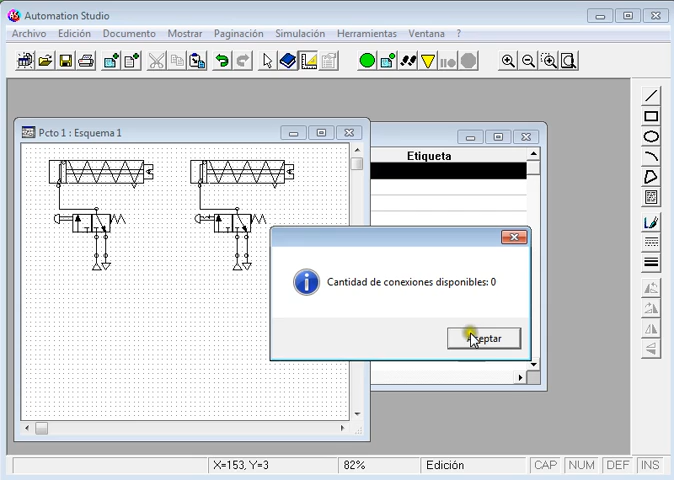 Automation Studio
Archivo Edición Documento Mostrar Paginación Simulación Herramientas Ventana ?
Pcto 1 : Esquema 1
Etiqueta
Cantidad de conexiones disponibles: 0
Aceptar
X=153, Y=3 82% Edición CAP NUM DEF INS